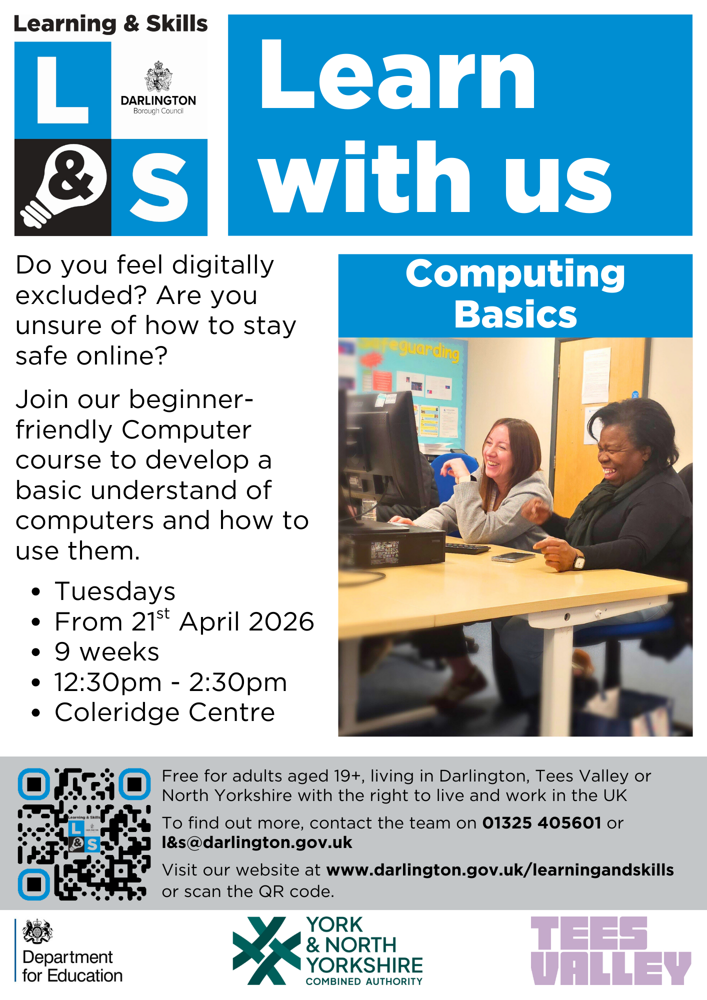 Learning & Skills
L
DARLINGTON
Borough Council
&
S
Learn
with us
Do you feel digitally
excluded? Are you
unsure of how to stay
safe online?
Join our beginner-
friendly Computer
course to develop a
basic understand of
computers and how to
use them.
• Tuesdays
• From 21st April 2026
• 9 weeks
• 12:30pm - 2:30pm
• Coleridge Centre
Computing
Basics
Safeguarding
Learning & Skills
L
& S
Free for adults aged 19+, living in Darlington, Tees Valley or
North Yorkshire with the right to live and work in the UK
To find out more, contact the team on 01325 405601 or
l&s@darlington.gov.uk
Visit our website at www.darlington.gov.uk/learningandskills
or scan the QR code.
Department
for Education
YORK
& NORTH
YORKSHIRE
COMBINED AUTHORITY
TEES
VALLEY